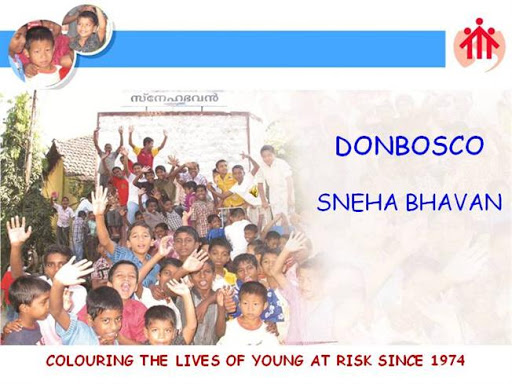 സ്നേഹഭവൻ
DONBOSCO
SNEHA BHAVAN
COLOURING THE LIVES OF YOUNG AT RISK SINCE 1974